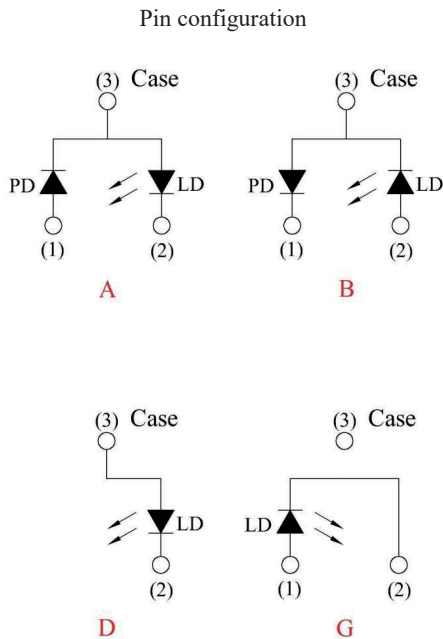 Pin configuration
(3) Case
(3) Case
PD
LD
PD
LD
(1)
(2)
(1)
(2)
A
B
(3) Case
(3) Case
LD
LD
(2)
(1)
(2)
D
G